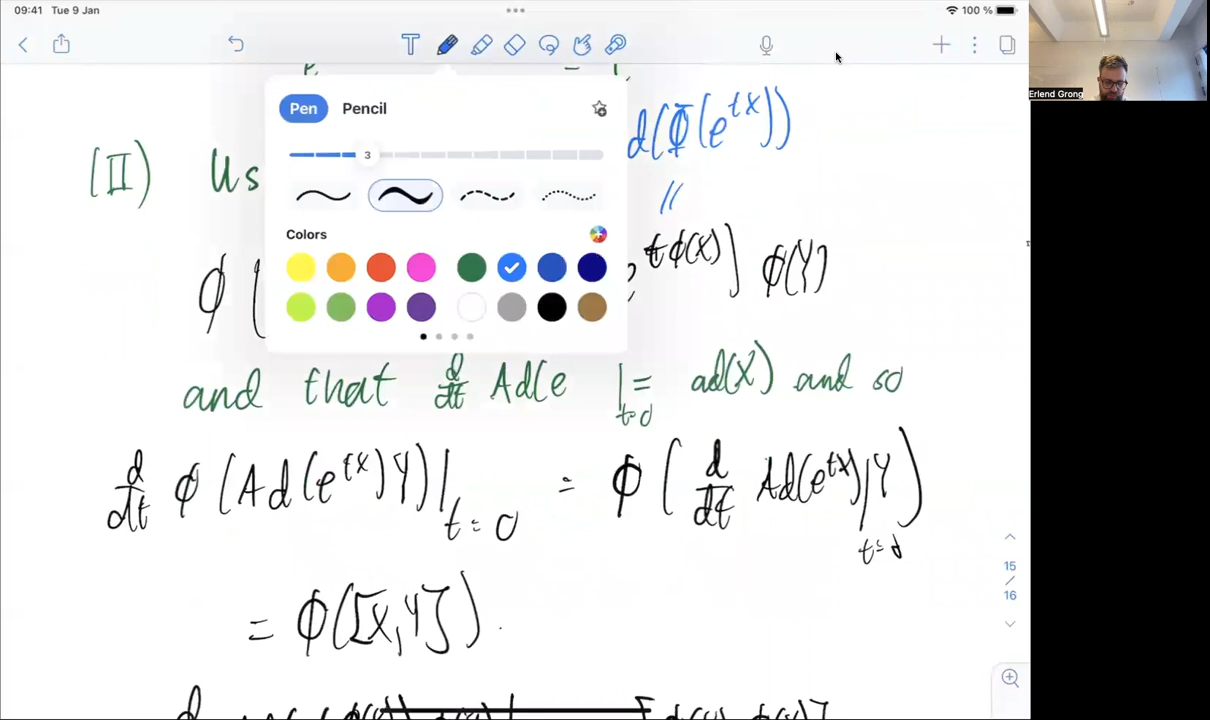 09:41 Tue 9 Jan
100 %
Pen Pencil
3
Colors
Erlend Grong
d(Φ(e^{tX}))
(II) Us
||
ϕ ( e^{tϕ(X)}) ϕ(Y)
and that d/dt Ad(e |_{t=0} = ad(X) and so
d/dt ϕ(Ad(e^{tX})Y)|_{t=0} = ϕ(d/dt Ad(e^{tX})|_{t=0} Y)
= ϕ([X,Y]).
15
/
16